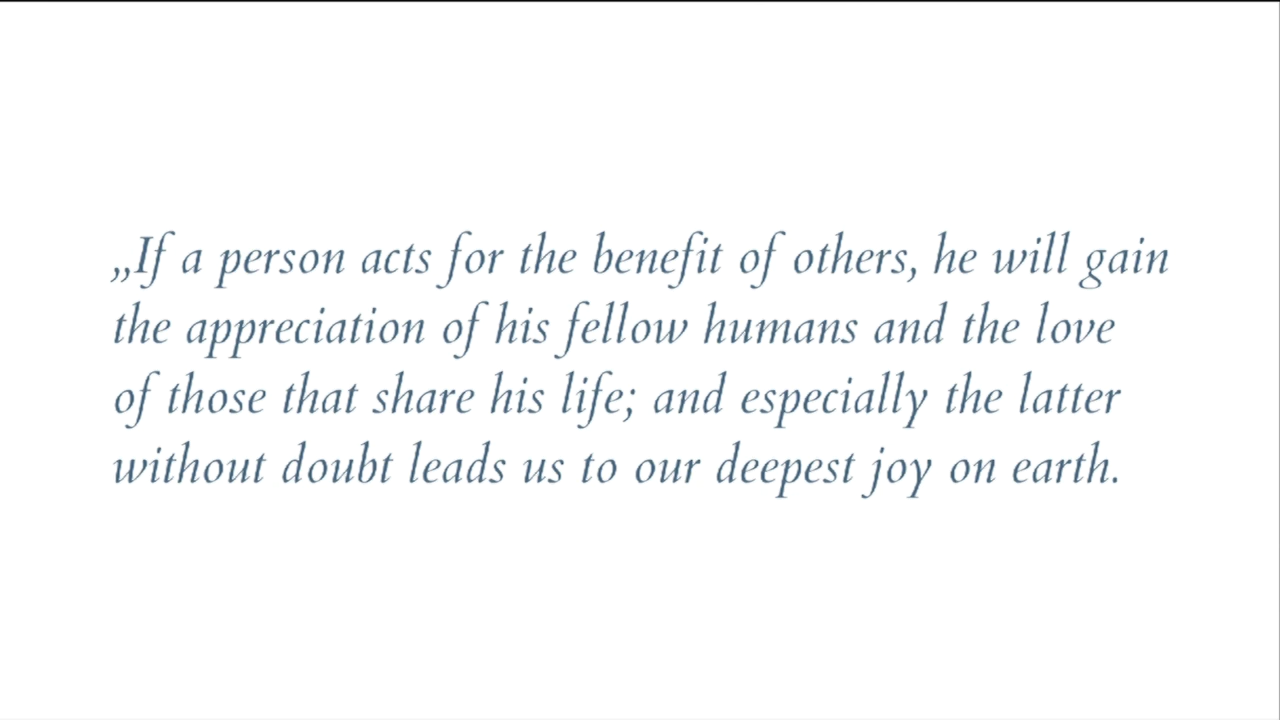 „If a person acts for the benefit of others, he will gain
the appreciation of his fellow humans and the love
of those that share his life; and especially the latter
without doubt leads us to our deepest joy on earth.